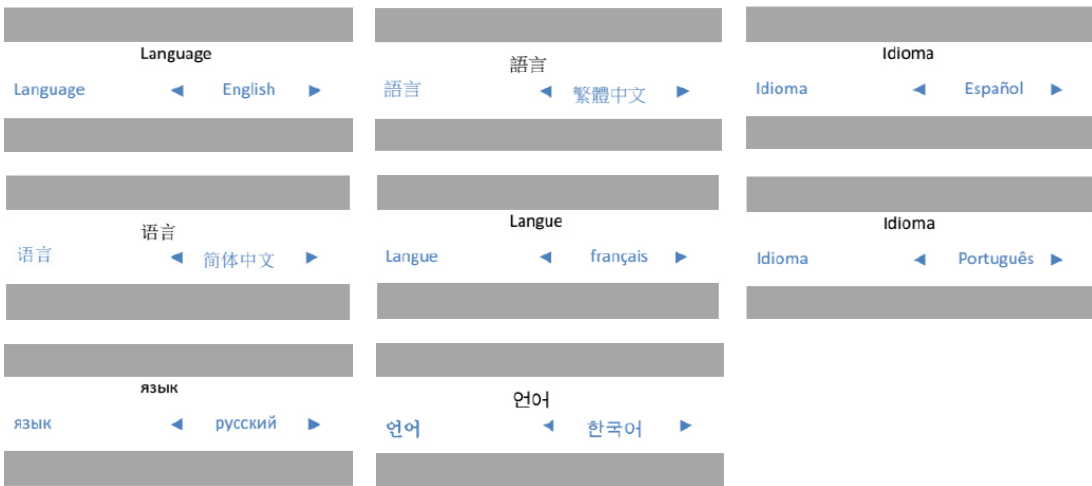 Language
Language ◀ English ▶
語言
語言 ◀ 繁體中文 ▶
Idioma
Idioma ◀ Español ▶
语言
语言 ◀ 简体中文 ▶
Langue
Langue ◀ français ▶
Idioma
Idioma ◀ Português ▶
язык
язык ◀ русский ▶
언어
언어 ◀ 한국어 ▶